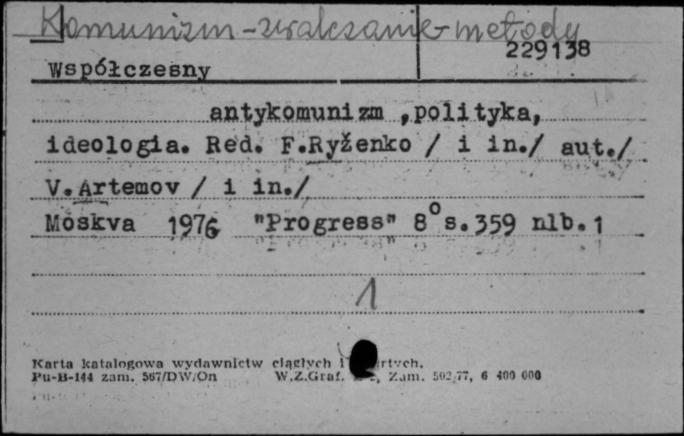 Komunizm - zwalczanie - metody
229138
Współczesny
antykomunizm ,polityka,
ideologia. Red. F.Ryženko / i in./ aut./
V.Artemov / i in./
Moskva 1976 "Progress" 8° s.359 nlb.1
1
Karta katalogowa wydawnictw ciągłych i
Pu-B-144 zam. 567/DW/On W.Z.Graf. Zam. 502/77, 6 400 000